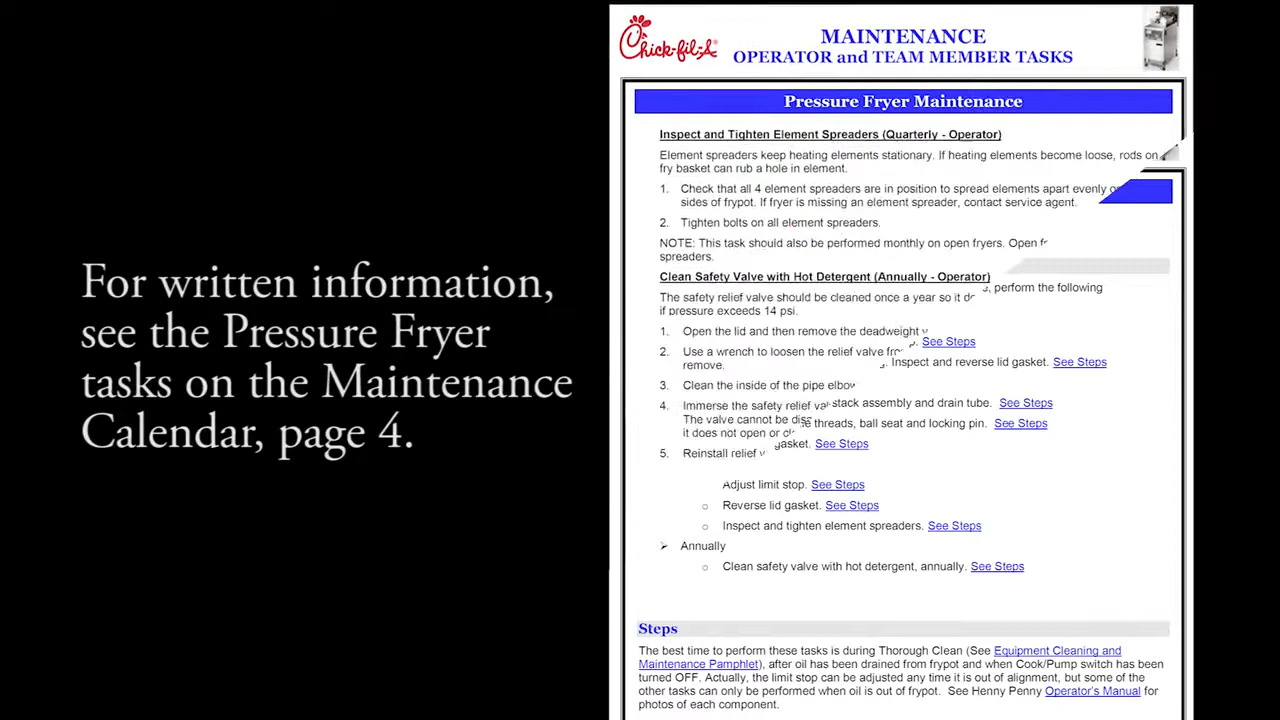 For written information,
see the Pressure Fryer
tasks on the Maintenance
Calendar, page 4.
Chick-fil-A
MAINTENANCE
OPERATOR and TEAM MEMBER TASKS
Pressure Fryer Maintenance
Inspect and Tighten Element Spreaders (Quarterly - Operator)
Element spreaders keep heating elements stationary. If heating elements become loose, rods on
fry basket can rub a hole in element.
1. Check that all 4 element spreaders are in position to spread elements apart evenly
sides of frypot. If fryer is missing an element spreader, contact service agent.
2. Tighten bolts on all element spreaders.
NOTE: This task should also be performed monthly on open fryers. Open
spreaders.
Clean Safety Valve with Hot Detergent (Annually - Operator)
perform the following
The safety relief valve should be cleaned once a year so it
if pressure exceeds 14 psi.
1. Open the lid and then remove the deadweight
See Steps
2. Use a wrench to loosen the relief valve
Inspect and reverse lid gasket. See Steps
remove.
3. Clean the inside of the pipe elbow
4. Immerse the safety relief
stack assembly and drain tube. See Steps
The valve cannot be
threads, ball seat and locking pin. See Steps
it does not open or
gasket. See Steps
5. Reinstall relief
Adjust limit stop. See Steps
○ Reverse lid gasket. See Steps
○ Inspect and tighten element spreaders. See Steps
➢ Annually
○ Clean safety valve with hot detergent, annually. See Steps
Steps
The best time to perform these tasks is during Thorough Clean (See Equipment Cleaning and
Maintenance Pamphlet), after oil has been drained from frypot and when Cook/Pump switch has been
turned OFF. Actually, the limit stop can be adjusted any time it is out of alignment, but some of the
other tasks can only be performed when oil is out of frypot. See Henny Penny Operator's Manual for
photos of each component.